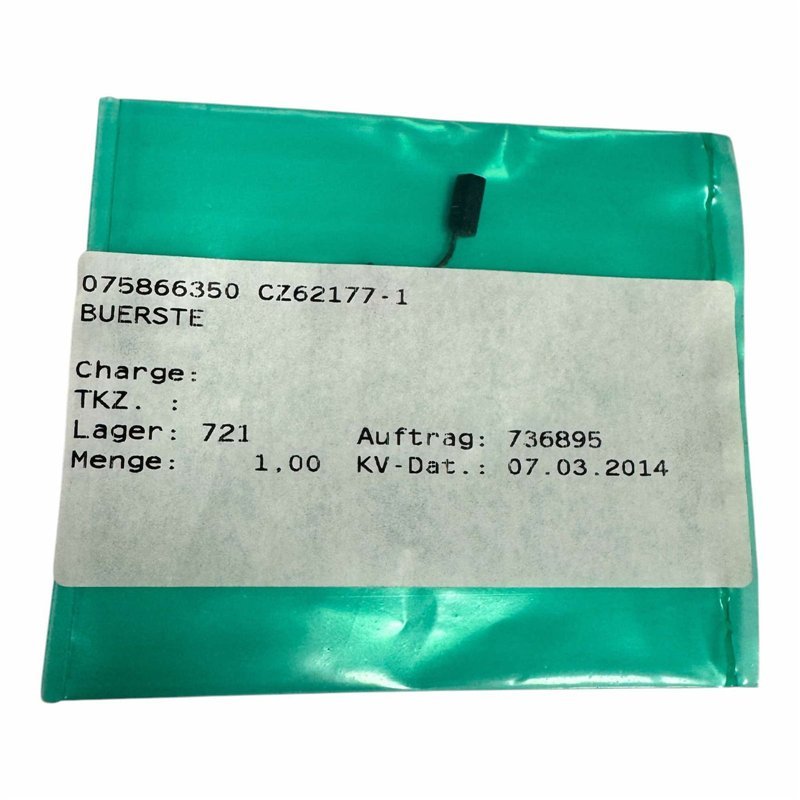 075866350 CZ62177-1
BUERSTE
Charge:
TKZ. :
Lager: 721 Auftrag: 736895
Menge: 1,00 KV-Dat.: 07.03.2014